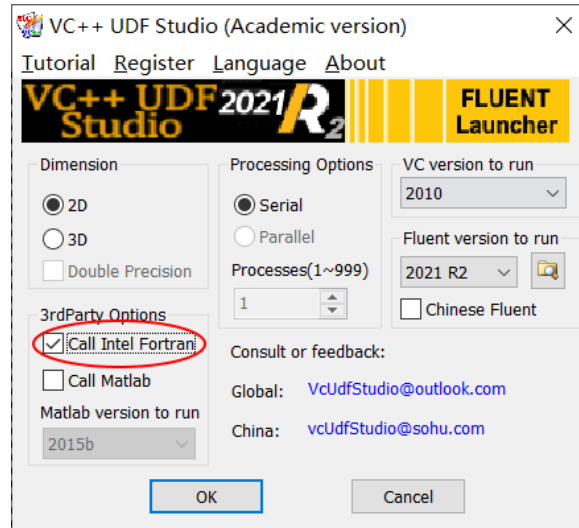 VC++ UDF Studio (Academic version)
Tutorial Register Language About
VC++ UDF Studio 2021 R2
FLUENT Launcher
Dimension
2D
3D
Double Precision
Processing Options
Serial
Parallel
Processes(1~999)
1
VC version to run
2010
Fluent version to run
2021 R2
Chinese Fluent
3rdParty Options
Call Intel Fortran
Call Matlab
Matlab version to run
2015b
Consult or feedback:
Global: VcUdfStudio@outlook.com
China: vcUdfStudio@sohu.com
OK
Cancel